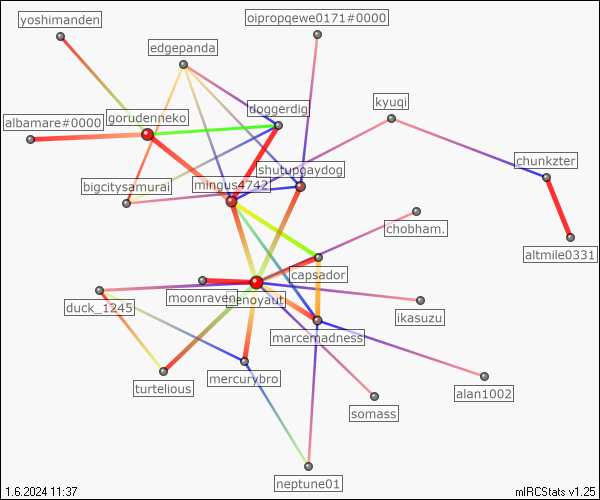 yoshimanden
oipropqewe0171#0000
edgepanda
kyuqi
doggerdig
gorudenneko
albamare#0000
chunkzter
shutupgaydog
mingus4742
bigcitysamurai
chobham.
altmile0331
capsador
moonraven
duck_1245
ikasuzu
marcemadness
mercurybro
turtelious
alan1002
somass
neptune01
1.6.2024 11:37
mIRCStats v1.25